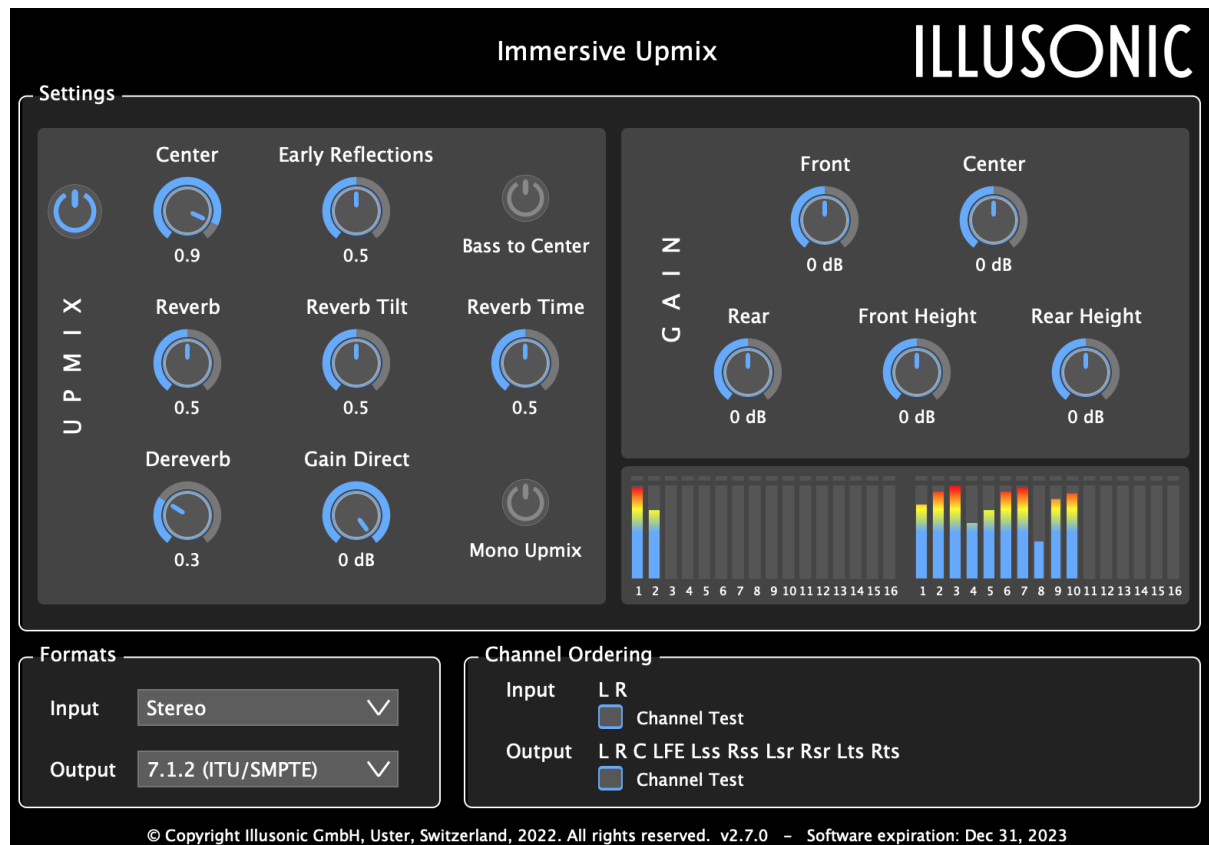 Immersive Upmix
ILLUSONIC
Settings
UPMIX
Center
0.9
Early Reflections
0.5
Bass to Center
Reverb
0.5
Reverb Tilt
0.5
Reverb Time
0.5
Dereverb
0.3
Gain Direct
0 dB
Mono Upmix
GAIN
Front
0 dB
Center
0 dB
Rear
0 dB
Front Height
0 dB
Rear Height
0 dB
1 2 3 4 5 6 7 8 9 10 11 12 13 14 15 16
1 2 3 4 5 6 7 8 9 10 11 12 13 14 15 16
Formats
Input Stereo
Output 7.1.2 (ITU/SMPTE)
Channel Ordering
Input L R
Channel Test
Output L R C LFE Lss Rss Lsr Rsr Lts Rts
Channel Test
© Copyright Illusonic GmbH, Uster, Switzerland, 2022. All rights reserved. v2.7.0 – Software expiration: Dec 31, 2023